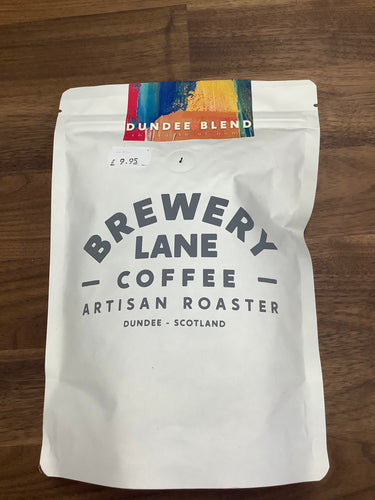 DUNDEE BLEND
£ 9.95
BREWERY
LANE
- COFFEE -
ARTISAN ROASTER
DUNDEE - SCOTLAND